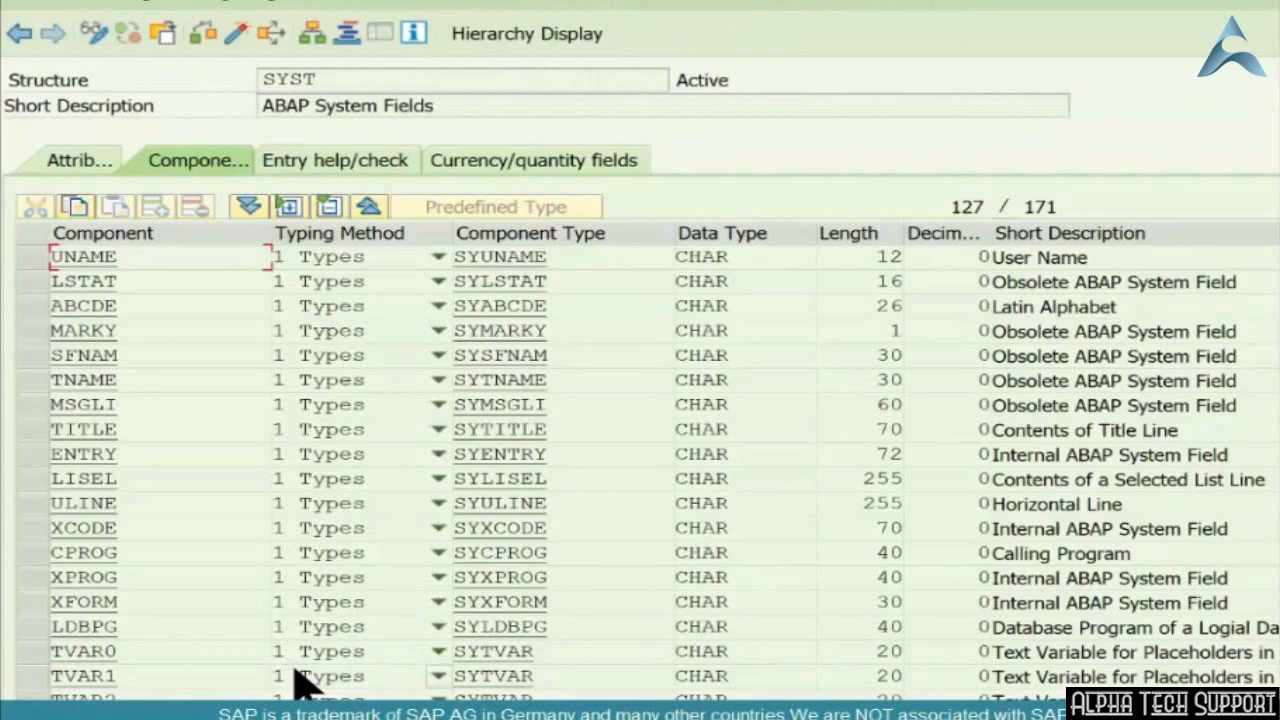 Hierarchy Display
Structure SYST Active
Short Description ABAP System Fields
Attrib... Compone... Entry help/check Currency/quantity fields
Predefined Type 127 / 171
Component Typing Method Component Type Data Type Length Decim... Short Description
UNAME 1 Types SYUNAME CHAR 12 0 User Name
LSTAT 1 Types SYLSTAT CHAR 16 0 Obsolete ABAP System Field
ABCDE 1 Types SYABCDE CHAR 26 0 Latin Alphabet
MARKY 1 Types SYMARKY CHAR 1 0 Obsolete ABAP System Field
SFNAM 1 Types SYSFNAM CHAR 30 0 Obsolete ABAP System Field
TNAME 1 Types SYTNAME CHAR 30 0 Obsolete ABAP System Field
MSGLI 1 Types SYMSGLI CHAR 60 0 Obsolete ABAP System Field
TITLE 1 Types SYTITLE CHAR 70 0 Contents of Title Line
ENTRY 1 Types SYENTRY CHAR 72 0 Internal ABAP System Field
LISEL 1 Types SYLISEL CHAR 255 0 Contents of a Selected List Line
ULINE 1 Types SYULINE CHAR 255 0 Horizontal Line
XCODE 1 Types SYXCODE CHAR 70 0 Internal ABAP System Field
CPROG 1 Types SYCPROG CHAR 40 0 Calling Program
XPROG 1 Types SYXPROG CHAR 40 0 Internal ABAP System Field
XFORM 1 Types SYXFORM CHAR 30 0 Internal ABAP System Field
LDBPG 1 Types SYLDBPG CHAR 40 0 Database Program of a Logial Da
TVAR0 1 Types SYTVAR CHAR 20 0 Text Variable for Placeholders in
TVAR1 1 Types SYTVAR CHAR 20 0 Text Variable for Placeholders in
SAP is a trademark of SAP AG in Germany and many other countries We are NOT associated with SAP
ALPHA TECH SUPPORT